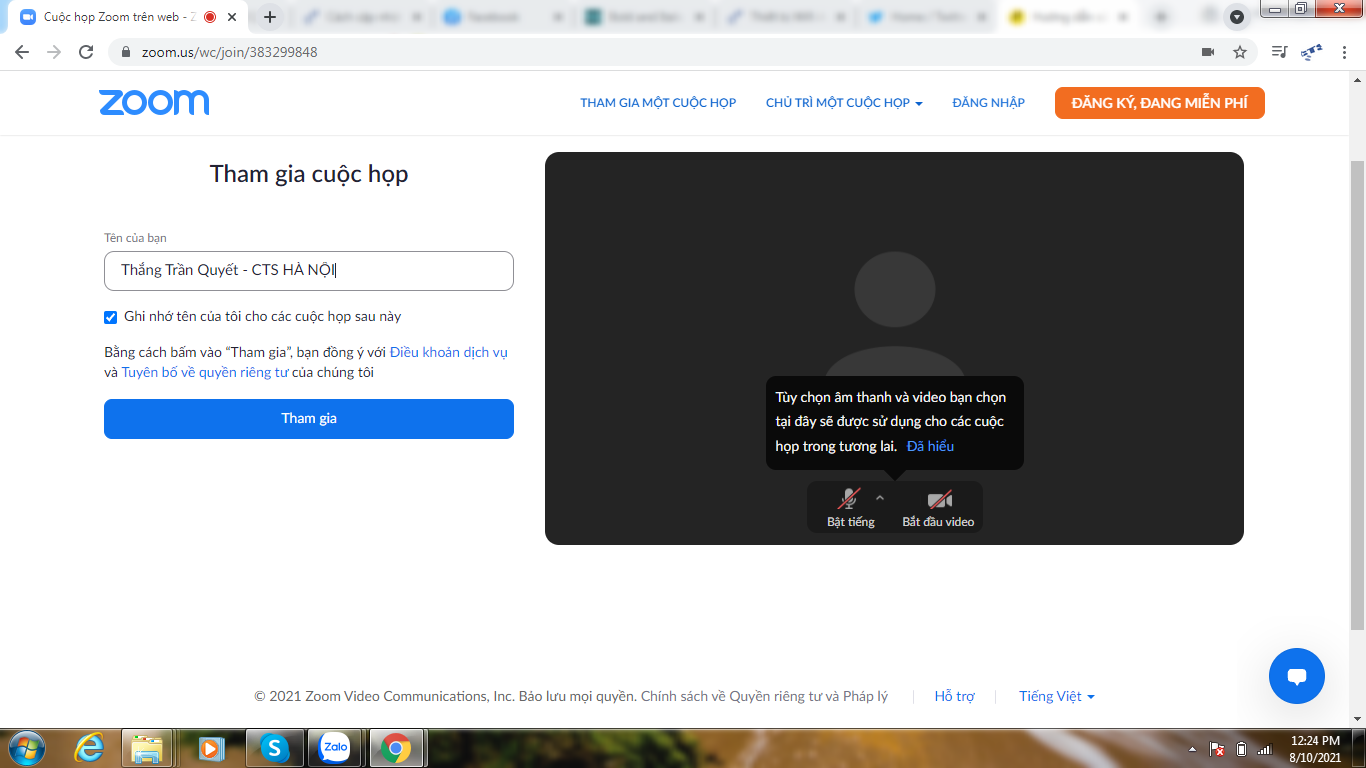 Cuộc họp Zoom trên web - Z
zoom.us/wc/join/383299848
zoom
THAM GIA MỘT CUỘC HỌP
CHỦ TRÌ MỘT CUỘC HỌP
ĐĂNG NHẬP
ĐĂNG KÝ, ĐANG MIỄN PHÍ
Tham gia cuộc họp
Tên của bạn
Thắng Trần Quyết - CTS HÀ NỘI
Ghi nhớ tên của tôi cho các cuộc họp sau này
Bằng cách bấm vào “Tham gia”, bạn đồng ý với Điều khoản dịch vụ
và Tuyên bố về quyền riêng tư của chúng tôi
Tham gia
Tùy chọn âm thanh và video bạn chọn
tại đây sẽ được sử dụng cho các cuộc
họp trong tương lai. Đã hiểu
Bật tiếng
Bắt đầu video
© 2021 Zoom Video Communications, Inc. Bảo lưu mọi quyền. Chính sách về Quyền riêng tư và Pháp lý
Hỗ trợ
Tiếng Việt
Zalo
12:24 PM
8/10/2021